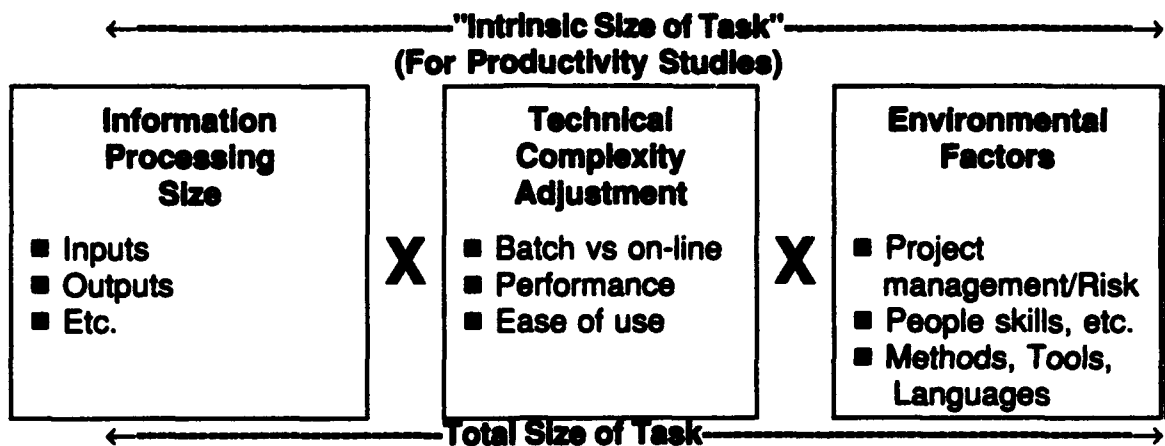 "Intrinsic Size of Task"
(For Productivity Studies)
Information
Processing
Size
■ Inputs
■ Outputs
■ Etc.
X
Technical
Complexity
Adjustment
■ Batch vs on-line
■ Performance
■ Ease of use
X
Environmental
Factors
■ Project
management/Risk
■ People skills, etc.
■ Methods, Tools,
Languages
Total Size of Task